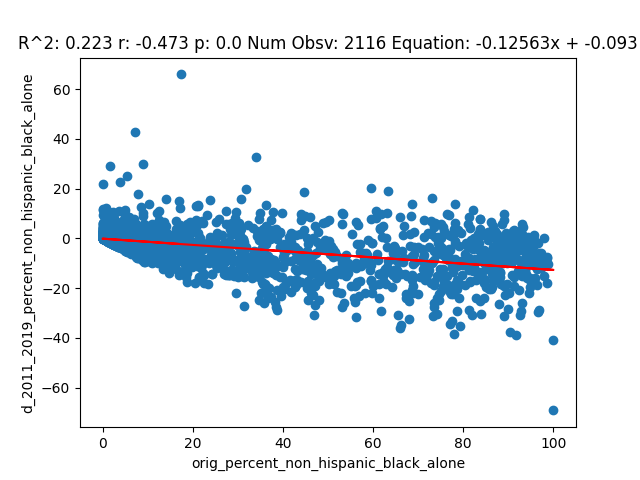 R^2: 0.223 r: -0.473 p: 0.0 Num Obsv: 2116 Equation: -0.12563x + -0.093
d_2011_2019_percent_non_hispanic_black_alone
60
40
20
0
−20
−40
−60
0 20 40 60 80 100
orig_percent_non_hispanic_black_alone